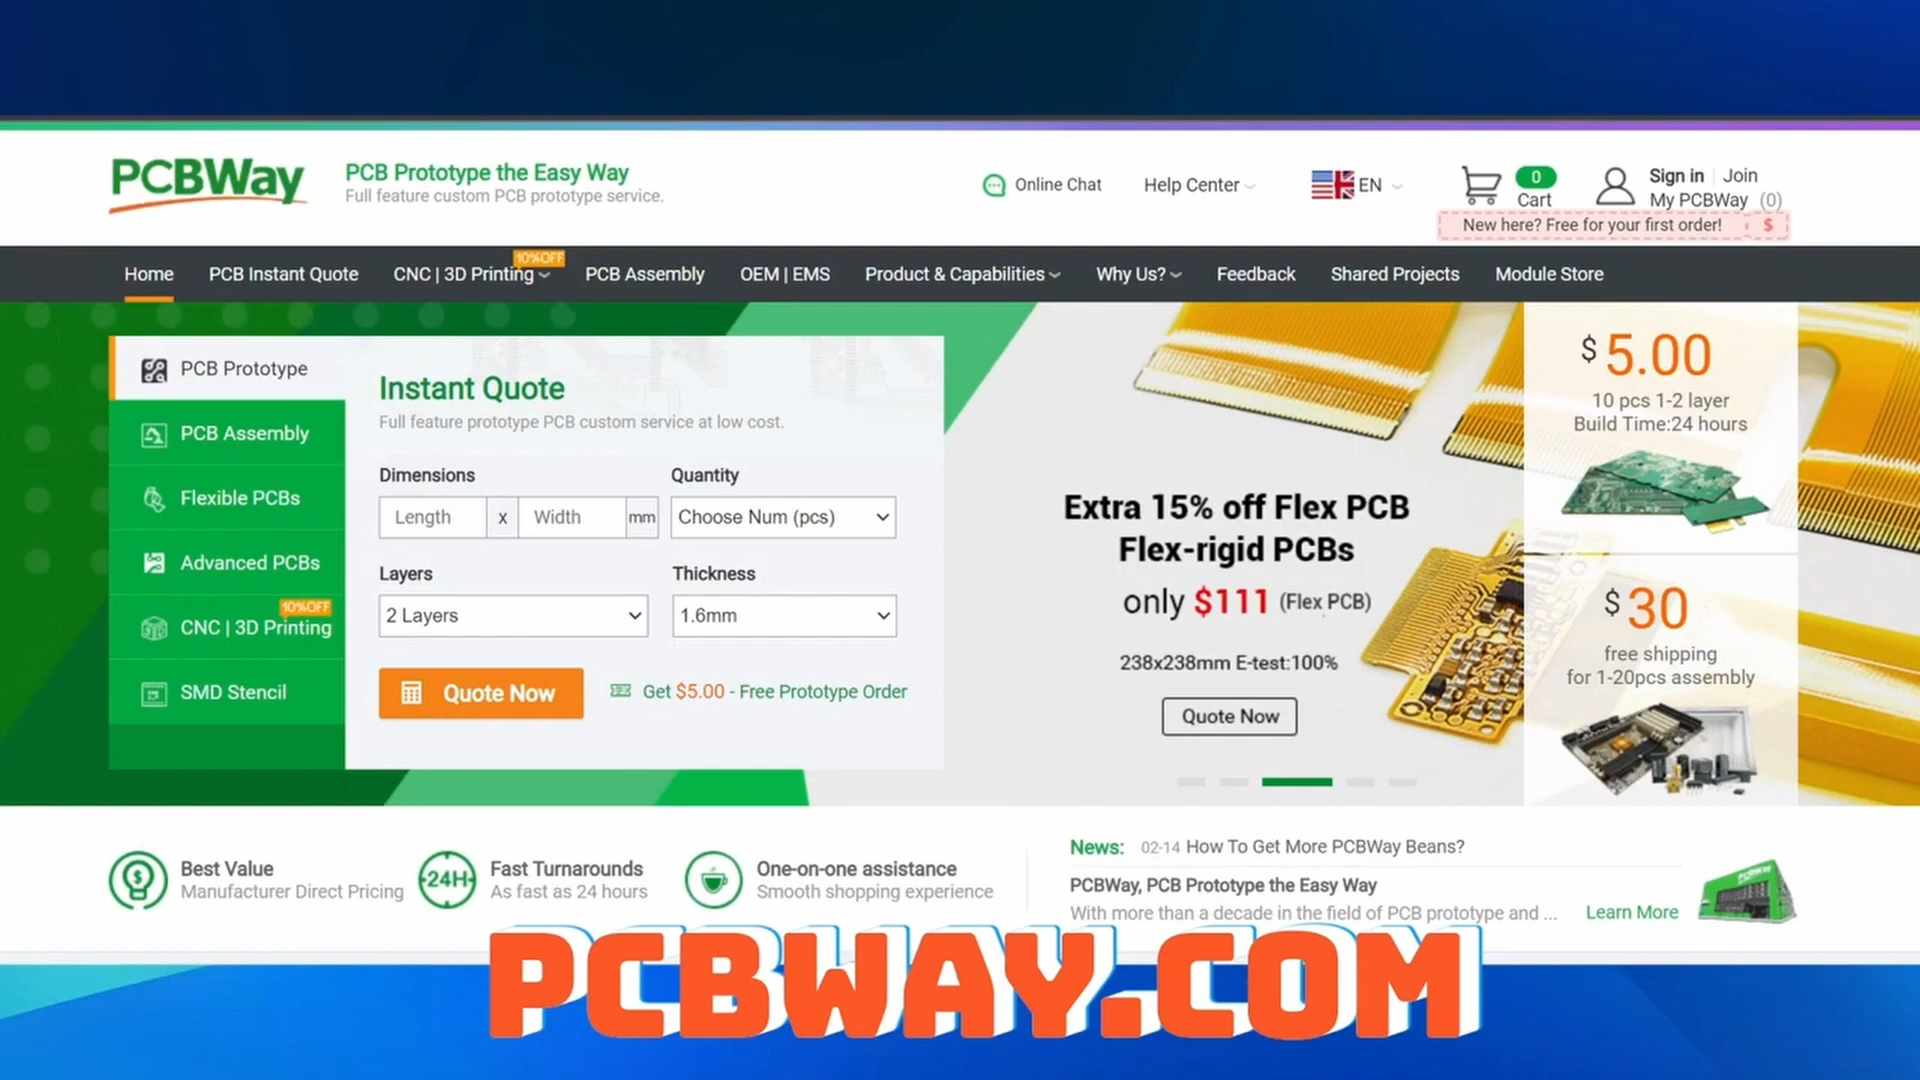 PCBWay
PCB Prototype the Easy Way
Full feature custom PCB prototype service.
Online Chat
Help Center
EN
0
Cart
Sign in Join
My PCBWay (0)
New here? Free for your first order! $
Home
PCB Instant Quote
CNC | 3D Printing
10%OFF
PCB Assembly
OEM | EMS
Product & Capabilities
Why Us?
Feedback
Shared Projects
Module Store
PCB Prototype
PCB Assembly
Flexible PCBs
Advanced PCBs
10%OFF
CNC | 3D Printing
SMD Stencil
Instant Quote
Full feature prototype PCB custom service at low cost.
Dimensions
Quantity
Length x Width mm
Choose Num (pcs)
Layers
Thickness
2 Layers
1.6mm
Quote Now
Get $5.00 - Free Prototype Order
Extra 15% off Flex PCB
Flex-rigid PCBs
only $111 (Flex PCB)
238x238mm E-test:100%
Quote Now
$5.00
10 pcs 1-2 layer
Build Time:24 hours
$30
free shipping
for 1-20pcs assembly
Best Value
Manufacturer Direct Pricing
24H
Fast Turnarounds
As fast as 24 hours
One-on-one assistance
Smooth shopping experience
News: 02-14 How To Get More PCBWay Beans?
PCBWay, PCB Prototype the Easy Way
With more than a decade in the field of PCB prototype and ...
Learn More
PCBWAY.COM